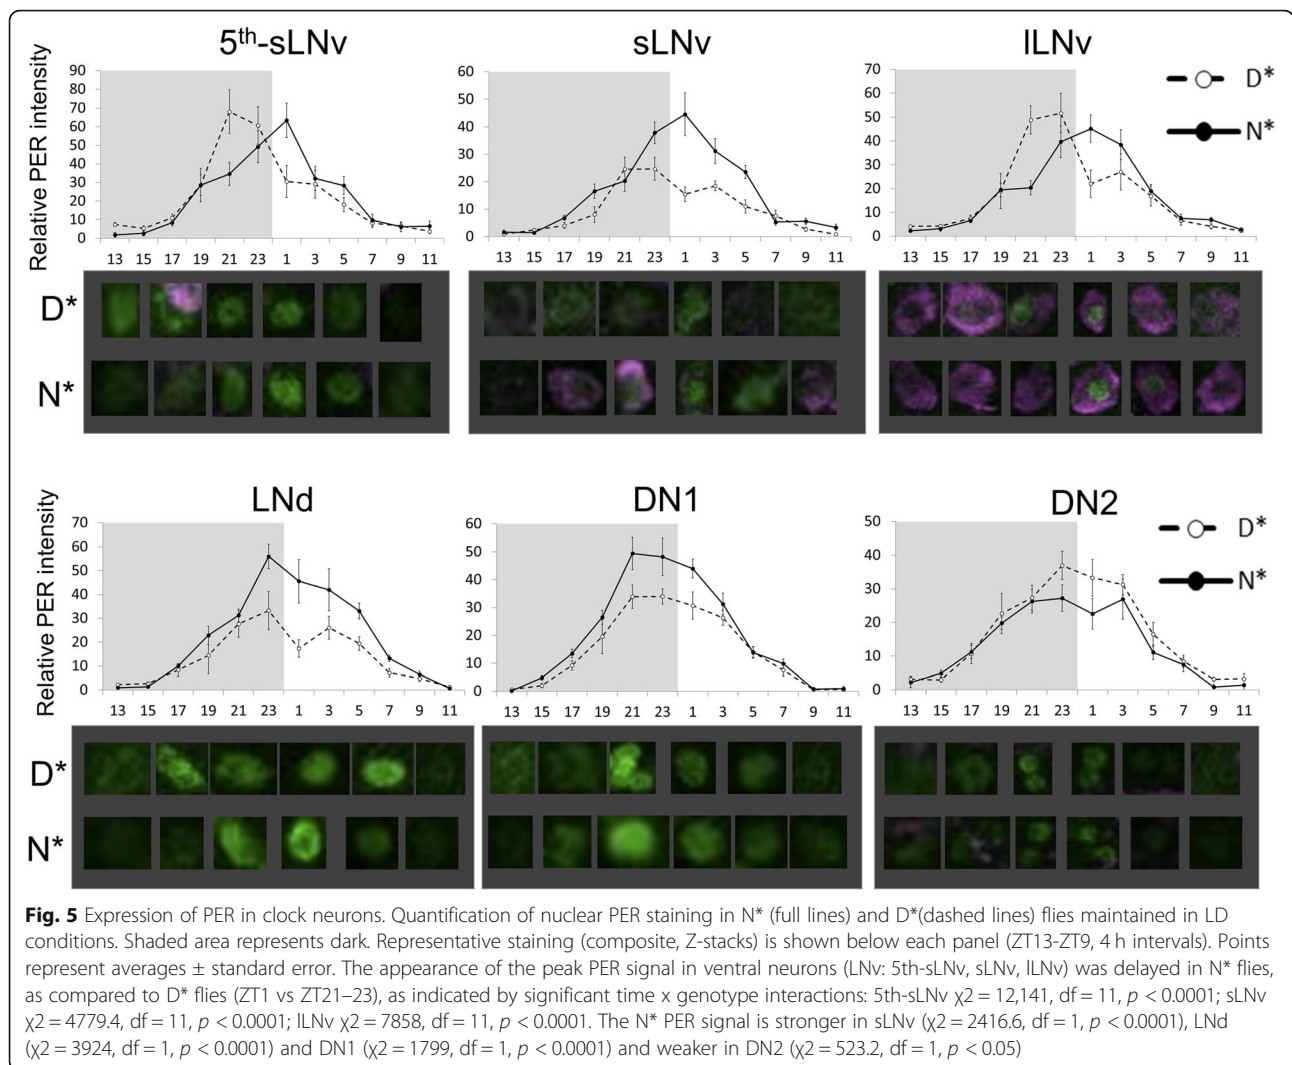 5th-sLNv sLNv lLNv
Relative PER intensity
90
80
70
60
50
40
30
20
10
0
13 15 17 19 21 23 1 3 5 7 9 11
60
50
40
30
20
10
0
13 15 17 19 21 23 1 3 5 7 9 11
70
60
50
40
30
20
10
0
13 15 17 19 21 23 1 3 5 7 9 11
D*
N*
D*
N*
LNd DN1 DN2
Relative PER intensity
70
60
50
40
30
20
10
0
13 15 17 19 21 23 1 3 5 7 9 11
60
50
40
30
20
10
0
13 15 17 19 21 23 1 3 5 7 9 11
50
40
30
20
10
0
13 15 17 19 21 23 1 3 5 7 9 11
D*
N*
D*
N*
Fig. 5 Expression of PER in clock neurons. Quantification of nuclear PER staining in N* (full lines) and D*(dashed lines) flies maintained in LD
conditions. Shaded area represents dark. Representative staining (composite, Z-stacks) is shown below each panel (ZT13-ZT9, 4 h intervals). Points
represent averages ± standard error. The appearance of the peak PER signal in ventral neurons (LNv: 5th-sLNv, sLNv, lLNv) was delayed in N* flies,
as compared to D* flies (ZT1 vs ZT21–23), as indicated by significant time x genotype interactions: 5th-sLNv χ2 = 12,141, df = 11, p < 0.0001; sLNv
χ2 = 4779.4, df = 11, p < 0.0001; lLNv χ2 = 7858, df = 11, p < 0.0001. The N* PER signal is stronger in sLNv (χ2 = 2416.6, df = 1, p < 0.0001), LNd
(χ2 = 3924, df = 1, p < 0.0001) and DN1 (χ2 = 1799, df = 1, p < 0.0001) and weaker in DN2 (χ2 = 523.2, df = 1, p < 0.05)